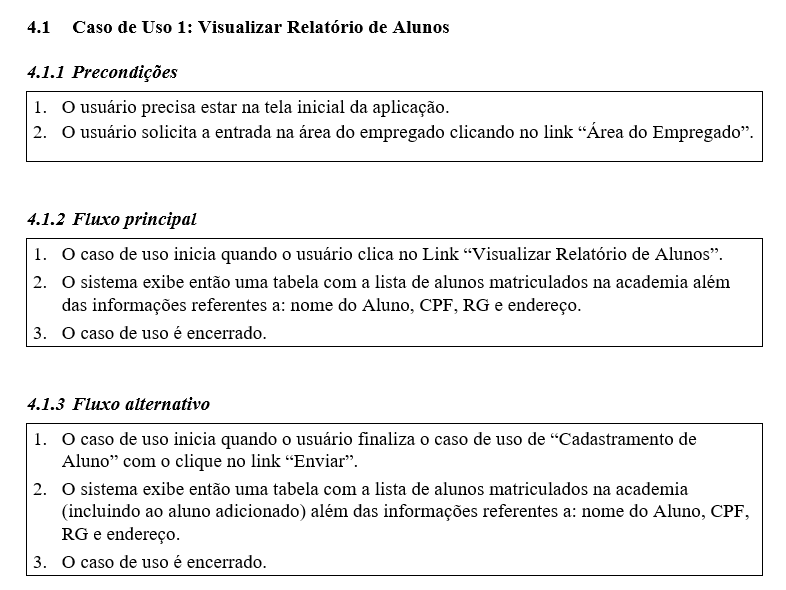 4.1 Caso de Uso 1: Visualizar Relatório de Alunos
4.1.1 Precondições
1. O usuário precisa estar na tela inicial da aplicação.
2. O usuário solicita a entrada na área do empregado clicando no link “Área do Empregado”.
4.1.2 Fluxo principal
1. O caso de uso inicia quando o usuário clica no Link “Visualizar Relatório de Alunos”.
2. O sistema exibe então uma tabela com a lista de alunos matriculados na academia além
das informações referentes a: nome do Aluno, CPF, RG e endereço.
3. O caso de uso é encerrado.
4.1.3 Fluxo alternativo
1. O caso de uso inicia quando o usuário finaliza o caso de uso de “Cadastramento de
Aluno” com o clique no link “Enviar”.
2. O sistema exibe então uma tabela com a lista de alunos matriculados na academia
(incluindo ao aluno adicionado) além das informações referentes a: nome do Aluno, CPF,
RG e endereço.
3. O caso de uso é encerrado.